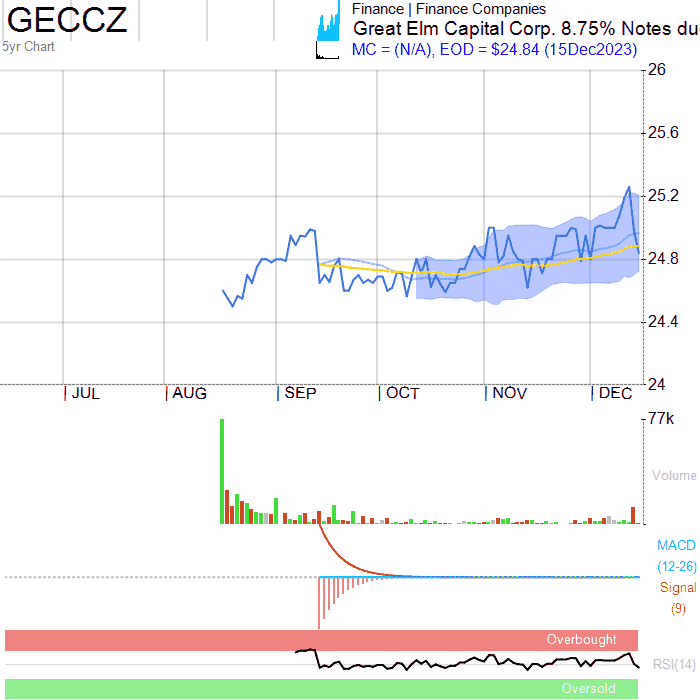 GECCZ
Finance | Finance Companies
Great Elm Capital Corp. 8.75% Notes du
5yr Chart
MC = (N/A), EOD = $24.84 (15Dec2023)
26
25.6
25.2
24.8
24.4
24
JUL AUG SEP OCT NOV DEC
77k
Volume
MACD
(12-26)
Signal
(9)
Overbought
RSI(14)
Oversold